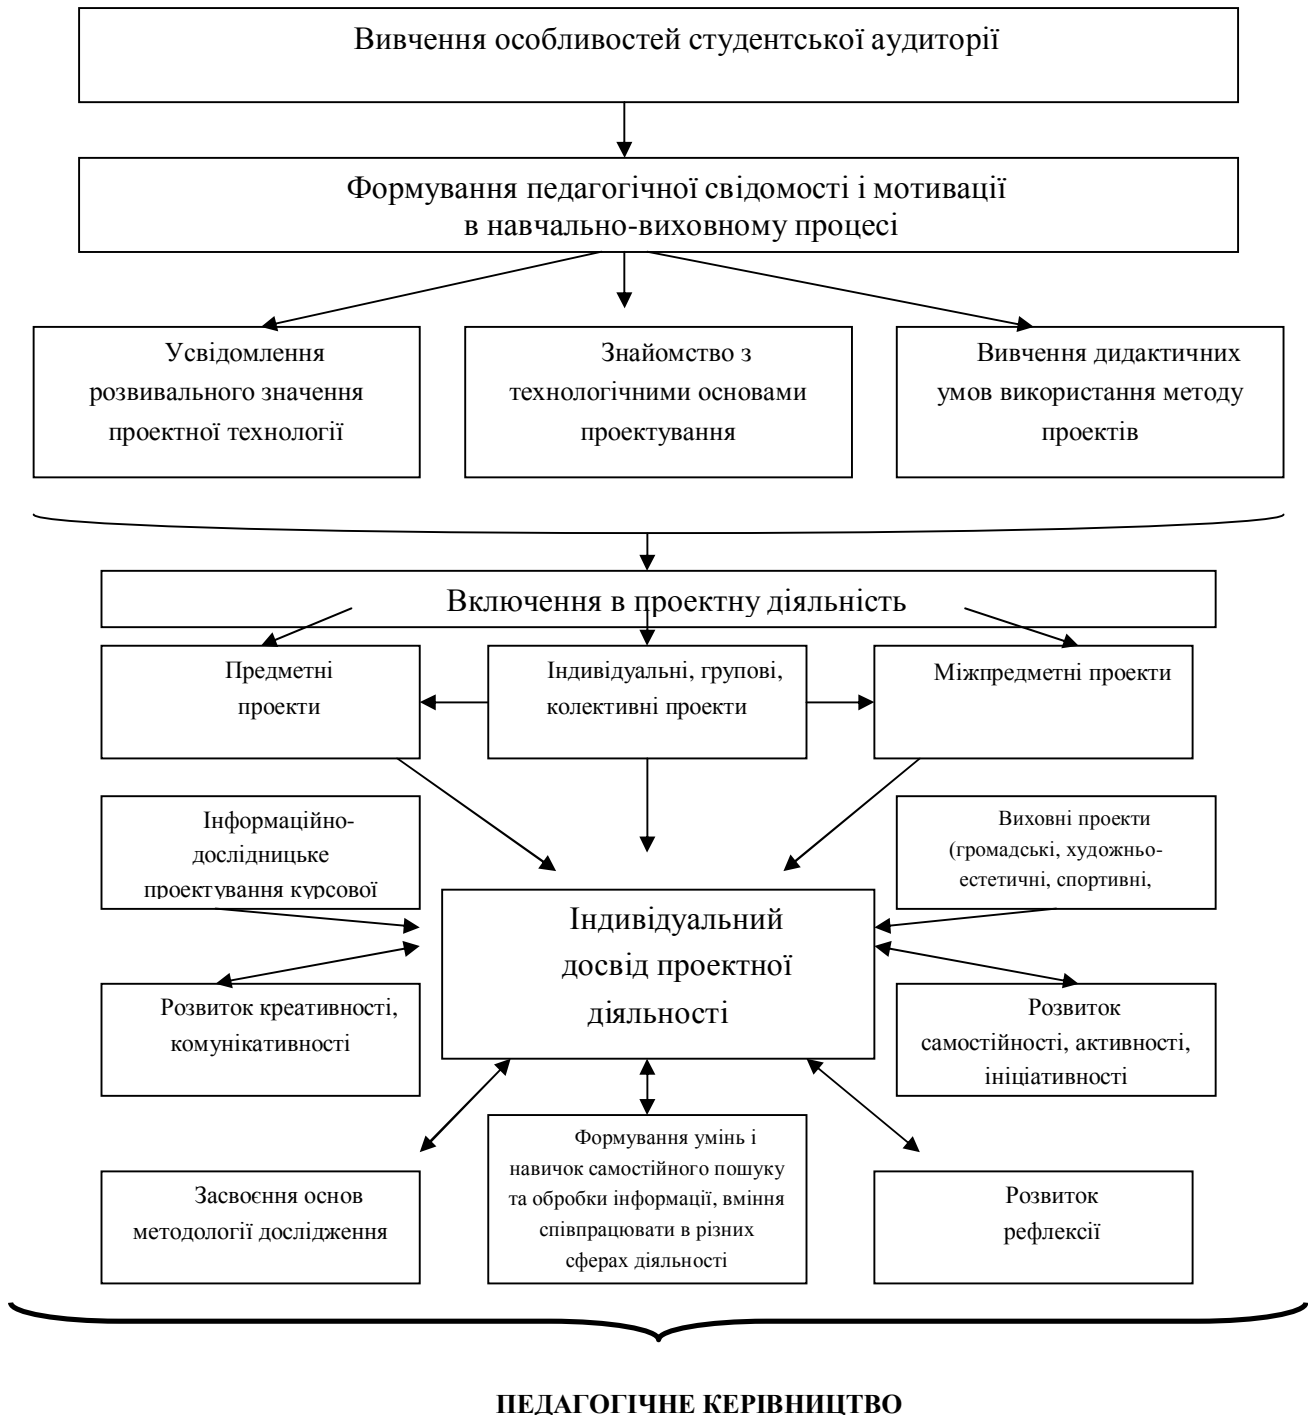 Вивчення особливостей студентської аудиторії
Формування педагогічної свідомості і мотивації
в навчально-виховному процесі
Усвідомлення
розвивального значення
проектної технології
Знайомство з
технологічними основами
проектування
Вивчення дидактичних
умов використання методу
проектів
Включення в проектну діяльність
Предметні
проекти
Індивідуальні, групові,
колективні проекти
Міжпредметні проекти
Інформаційно-
дослідницьке
проектування курсової
Виховні проекти
(громадські, художньо-
естетичні, спортивні,
Індивідуальний
досвід проектної
діяльності
Розвиток креативності,
комунікативності
Розвиток
самостійності, активності,
ініціативності
Засвоєння основ
методології дослідження
Формування умінь і
навичок самостійного пошуку
та обробки інформації, вміння
співпрацювати в різних
сферах діяльності
Розвиток
рефлексії
ПЕДАГОГІЧНЕ КЕРІВНИЦТВО